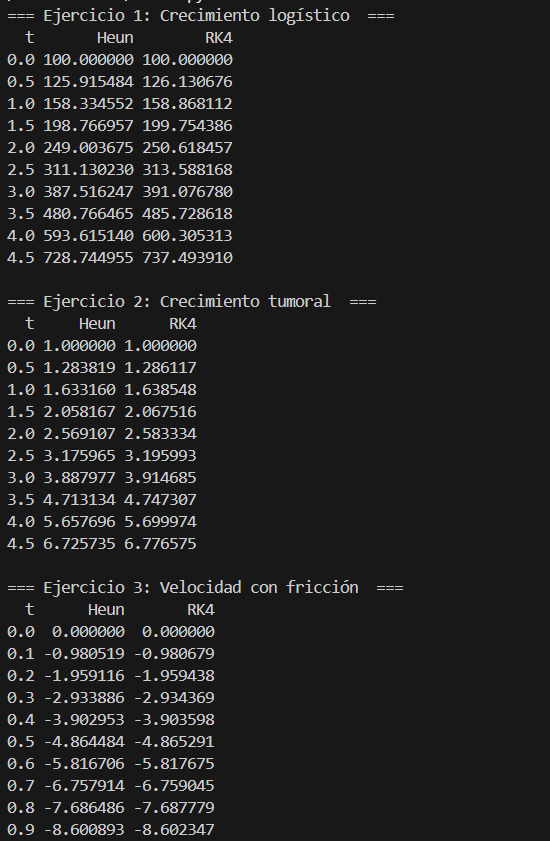 === Ejercicio 1: Crecimiento logístico  ===
t Heun RK4
0.0 100.000000 100.000000
0.5 125.915484 126.130676
1.0 158.334552 158.868112
1.5 198.766957 199.754386
2.0 249.003675 250.618457
2.5 311.130230 313.588168
3.0 387.516247 391.076780
3.5 480.766465 485.728618
4.0 593.615140 600.305313
4.5 728.744955 737.493910
=== Ejercicio 2: Crecimiento tumoral  ===
t Heun RK4
0.0 1.000000 1.000000
0.5 1.283819 1.286117
1.0 1.633160 1.638548
1.5 2.058167 2.067516
2.0 2.569107 2.583334
2.5 3.175965 3.195993
3.0 3.887977 3.914685
3.5 4.713134 4.747307
4.0 5.657696 5.699974
4.5 6.725735 6.776575
=== Ejercicio 3: Velocidad con fricción  ===
t Heun RK4
0.0 0.000000 0.000000
0.1 -0.980519 -0.980679
0.2 -1.959116 -1.959438
0.3 -2.933886 -2.934369
0.4 -3.902953 -3.903598
0.5 -4.864484 -4.865291
0.6 -5.816706 -5.817675
0.7 -6.757914 -6.759045
0.8 -7.686486 -7.687779
0.9 -8.600893 -8.602347